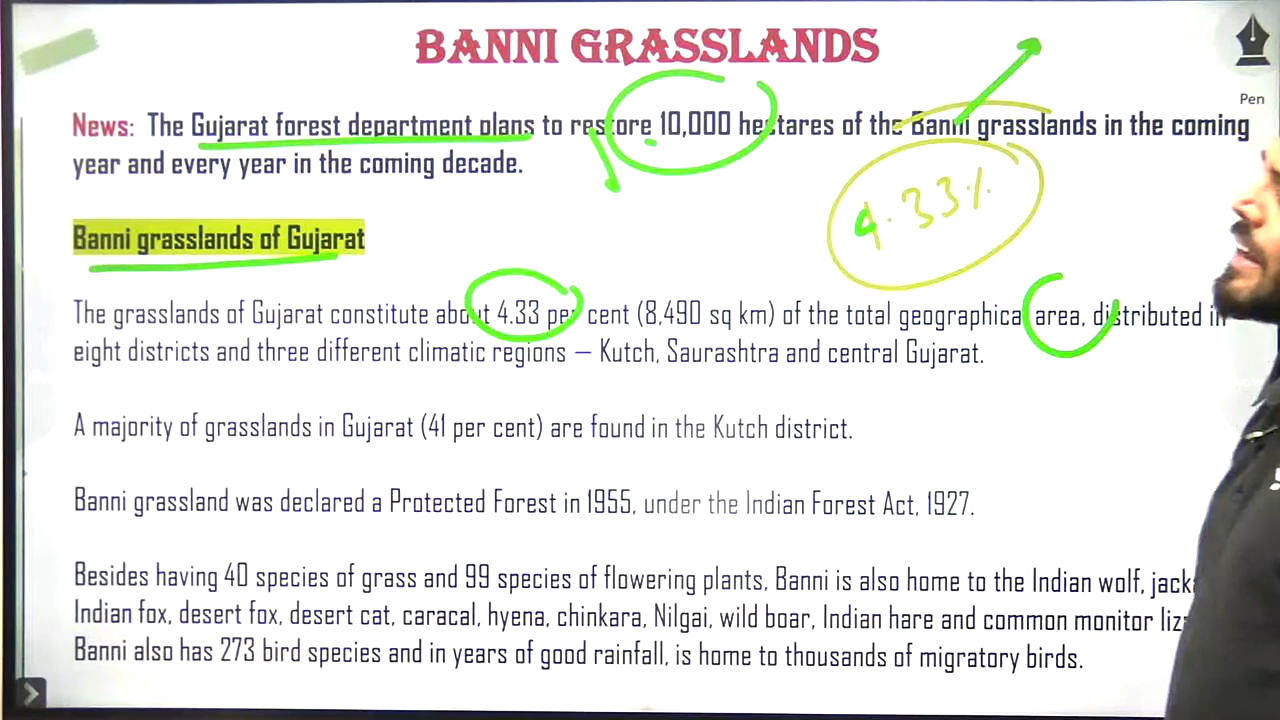 BANNI GRASSLANDS
Pen
News: The Gujarat forest department plans to restore 10,000 hectares of the Banni grasslands in the coming
year and every year in the coming decade.
4.33%
Banni grasslands of Gujarat
The grasslands of Gujarat constitute about 4.33 per cent (8,490 sq km) of the total geographical area, distributed in
eight districts and three different climatic regions – Kutch, Saurashtra and central Gujarat.
A majority of grasslands in Gujarat (41 per cent) are found in the Kutch district.
Banni grassland was declared a Protected Forest in 1955, under the Indian Forest Act, 1927.
Besides having 40 species of grass and 99 species of flowering plants, Banni is also home to the Indian wolf,
Indian fox, desert fox, desert cat, caracal, hyena, chinkara, Nilgai, wild boar, Indian hare and common monitor
Banni also has 273 bird species and in years of good rainfall, is home to thousands of migratory birds.